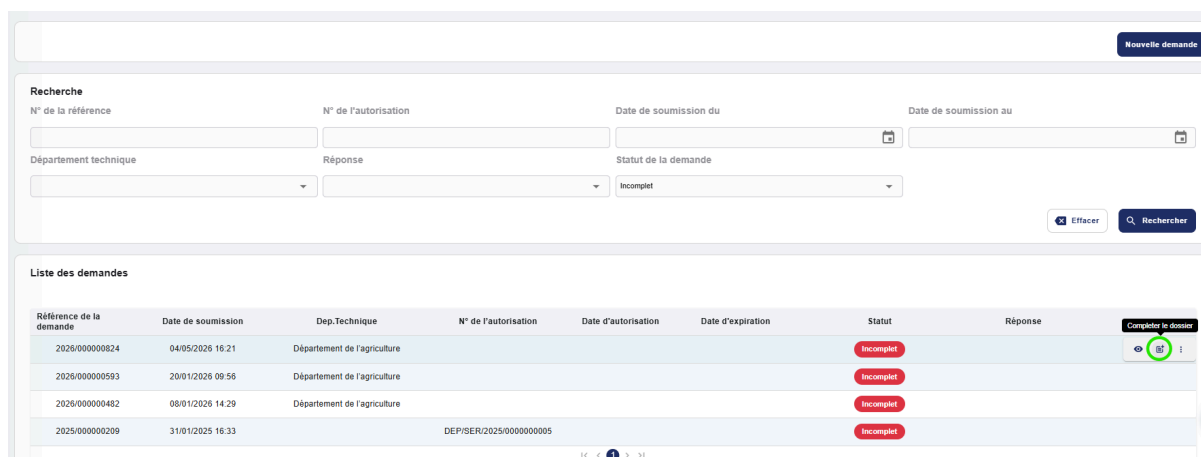 Nouvelle demande
Recherche
N° de la référence N° de l'autorisation Date de soumission du Date de soumission au
Département technique Réponse Statut de la demande
Incomplet
Effacer Rechercher
Liste des demandes
Référence de la demande Date de soumission Dep.Technique N° de l'autorisation Date d'autorisation Date d'expiration Statut Réponse
Completer le dossier
2026/000000824 04/05/2026 16:21 Département de l'agriculture Incomplet
2026/000000593 20/01/2026 09:56 Département de l'agriculture Incomplet
2026/000000482 08/01/2026 14:29 Département de l'agriculture Incomplet
2025/000000209 31/01/2025 16:33 DEP/SER/2025/0000000005 Incomplet
1